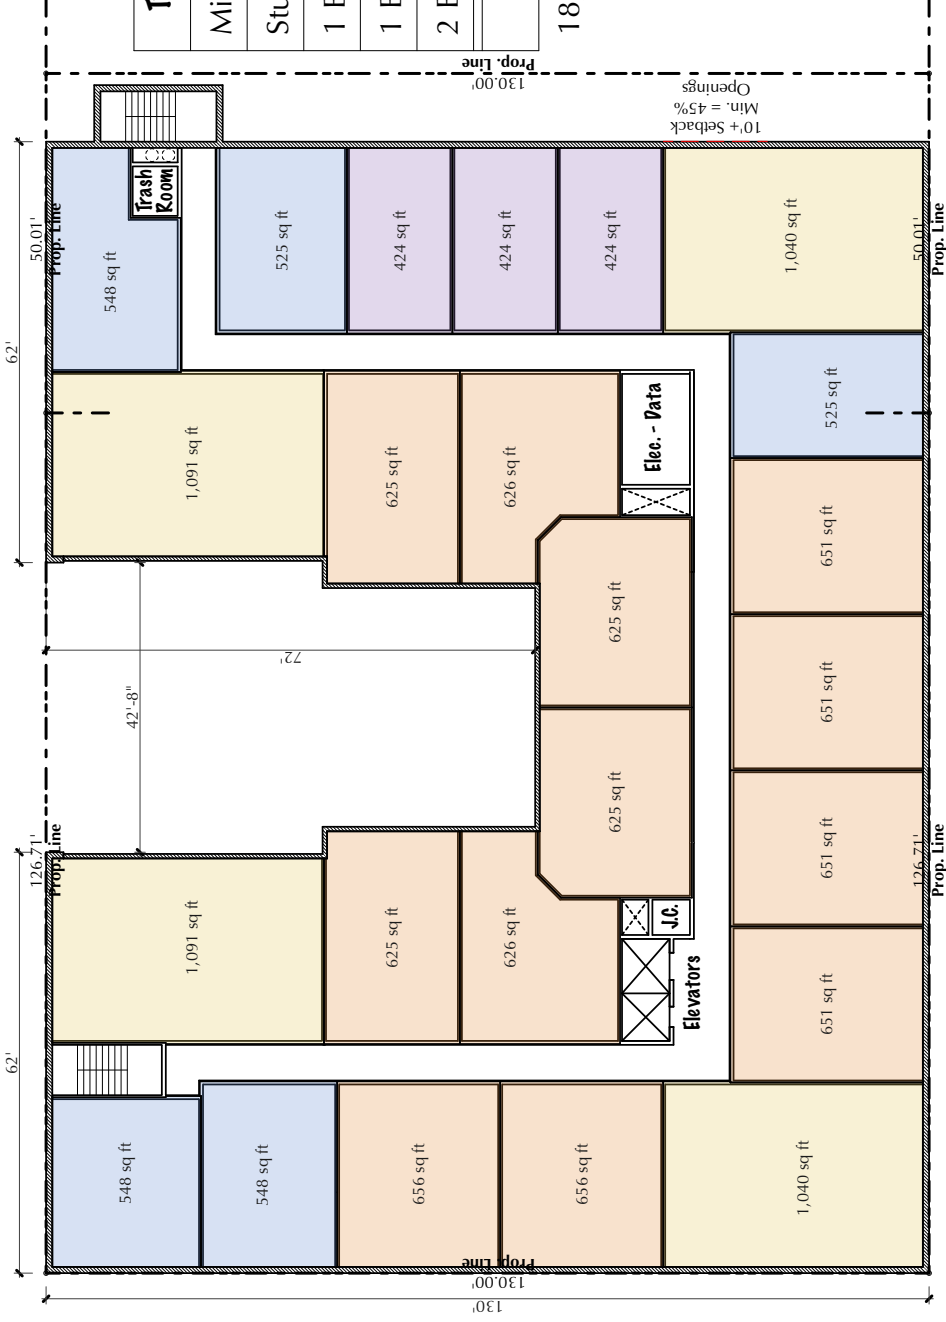 T
Mi
Stu
1 B
1 B
2 B
18
Prop. Line
130.00'
10'+ Setback
Min. = 45%
Openings
62'
50.01'
Prop. Line
548 sq ft
Trash
Room
525 sq ft
424 sq ft
424 sq ft
424 sq ft
1,040 sq ft
50.01'
Prop. Line
1,091 sq ft
625 sq ft
626 sq ft
Elec. - Data
525 sq ft
651 sq ft
625 sq ft
72'
42'-8"
651 sq ft
625 sq ft
126.71'
Prop. Line
651 sq ft
126.71'
Prop. Line
1,091 sq ft
625 sq ft
626 sq ft
J.C.
Elevators
651 sq ft
62'
548 sq ft
548 sq ft
656 sq ft
656 sq ft
1,040 sq ft
Prop. Line
130.00'
130'